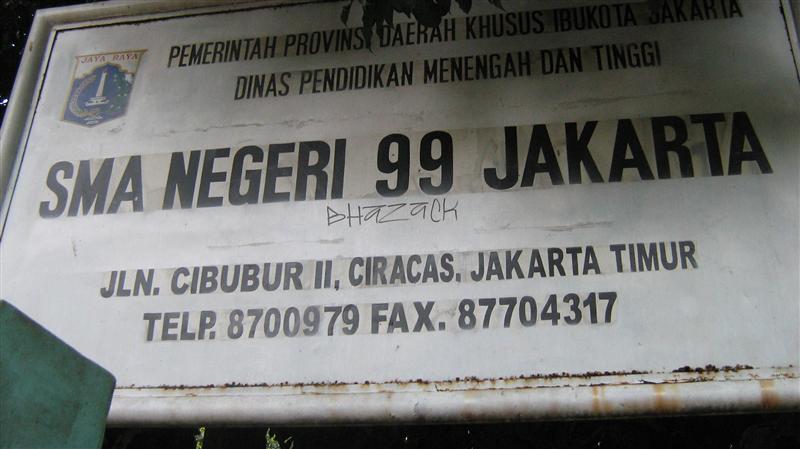 JAYA RAYA
PEMERINTAH PROVINSI DAERAH KHUSUS IBUKOTA JAKARTA
DINAS PENDIDIKAN MENENGAH DAN TINGGI
SMA NEGERI 99 JAKARTA
BHaZaCK
JLN. CIBUBUR II, CIRACAS. JAKARTA TIMUR
TELP. 8700979 FAX. 87704317